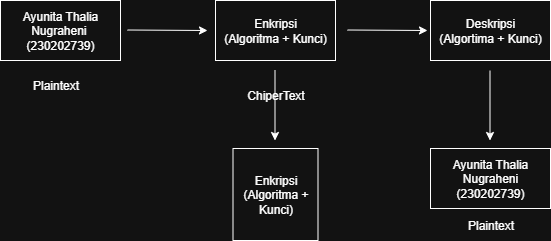 Ayunita Thalia
Nugraheni
(230202739)
Plaintext
Enkripsi
(Algoritma + Kunci)
Deskripsi
(Algortima + Kunci)
ChiperText
Enkripsi
(Algoritma +
Kunci)
Ayunita Thalia
Nugraheni
(230202739)
Plaintext